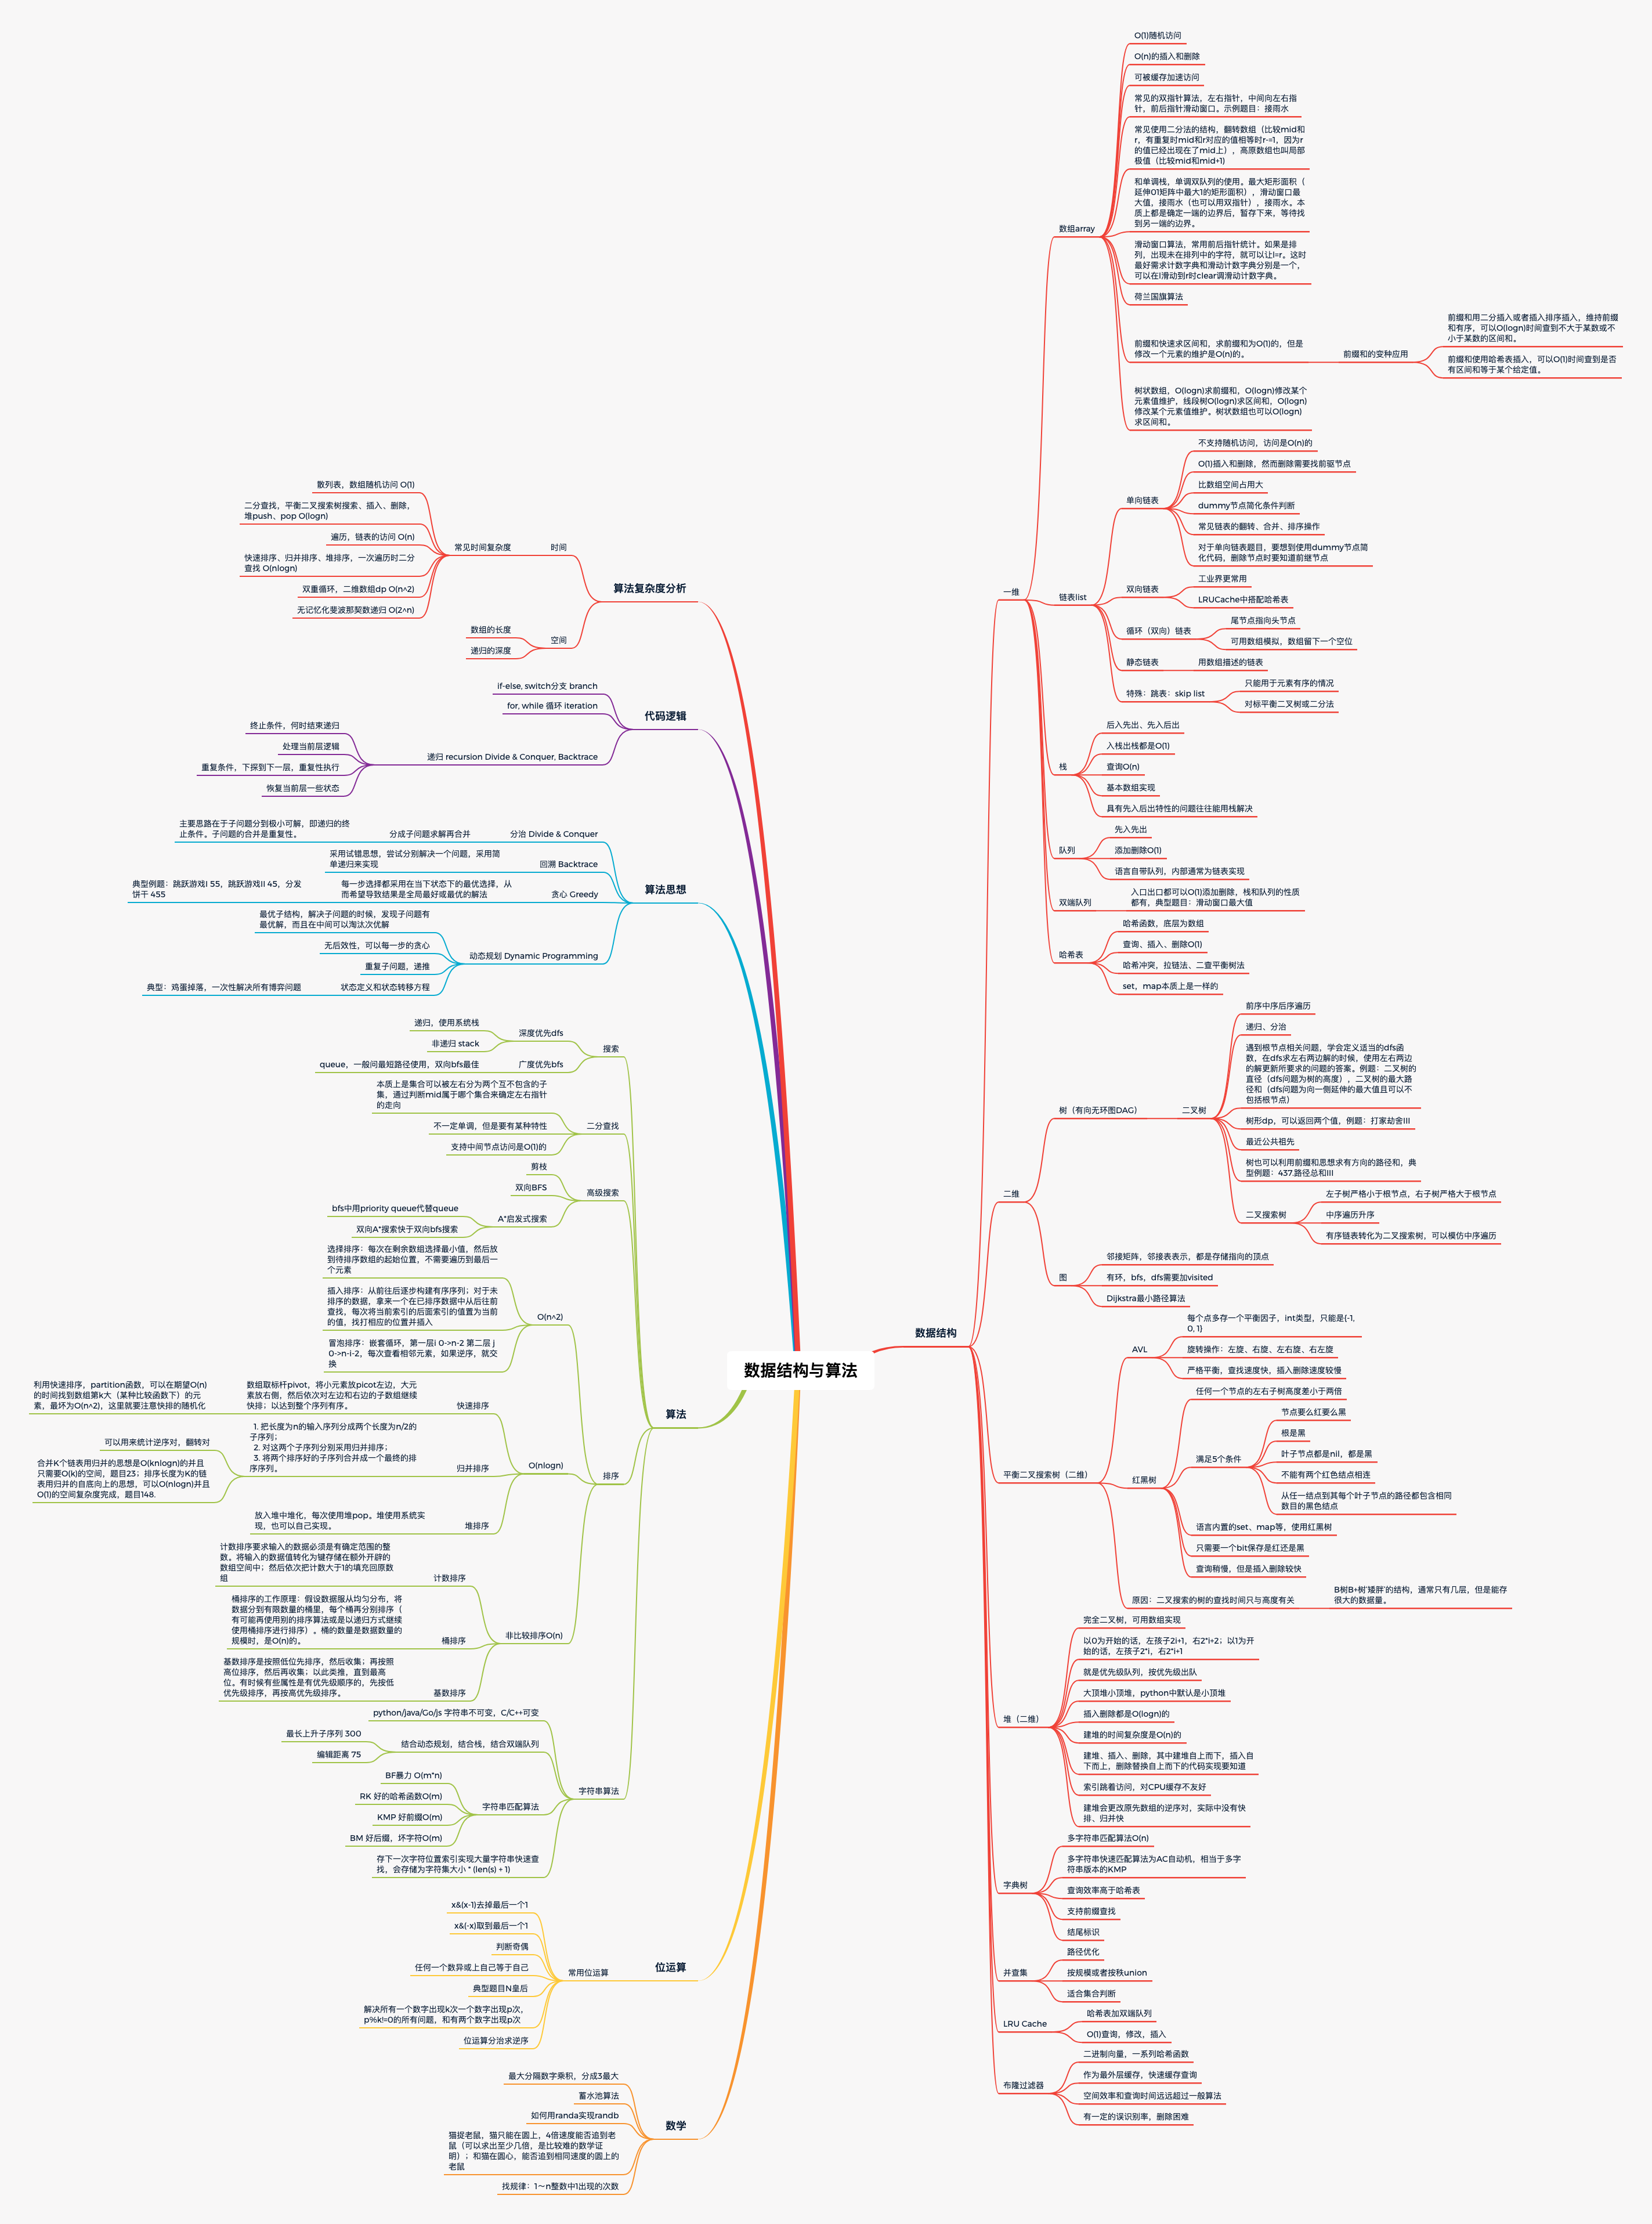 数据结构与算法
算法复杂度分析
时间
常见时间复杂度
散列表，数组随机访问 O(1)
二分查找，平衡二叉搜索树搜索、插入、删除，
堆push、pop O(logn)
遍历，链表的访问 O(n)
快速排序、归并排序、堆排序，一次遍历时二分
查找 O(nlogn)
双重循环，二维数组dp O(n^2)
无记忆化斐波那契数递归 O(2^n)
空间
数组的长度
递归的深度
代码逻辑
if-else, switch分支 branch
for, while 循环 iteration
递归 recursion Divide & Conquer, Backtrace
终止条件，何时结束递归
处理当前层逻辑
重复条件，下探到下一层，重复性执行
恢复当前层一些状态
算法思想
分治 Divide & Conquer
分成子问题求解再合并
主要思路在于子问题分到极小可解，即递归的终
止条件。子问题的合并是重复性。
回溯 Backtrace
采用试错思想，尝试分别解决一个问题，采用简
单递归来实现
贪心 Greedy
每一步选择都采用在当下状态下的最优选择，从
而希望导致结果是全局最好或最优的解法
典型例题：跳跃游戏I 55，跳跃游戏II 45，分发
饼干 455
动态规划 Dynamic Programming
最优子结构，解决子问题的时候，发现子问题有
最优解，而且在中间可以淘汰次优解
无后效性，可以每一步的贪心
重复子问题，递推
状态定义和状态转移方程
典型：鸡蛋掉落，一次性解决所有博弈问题
算法
搜索
深度优先dfs
递归，使用系统栈
非递归 stack
广度优先bfs
queue，一般问最短路径使用，双向bfs最佳
二分查找
本质上是集合可以被左右分为两个互不包含的子
集，通过判断mid属于哪个集合来确定左右指针
的走向
不一定单调，但是要有某种特性
支持中间节点访问是O(1)的
高级搜索
剪枝
双向BFS
A*启发式搜索
bfs中用priority queue代替queue
双向A*搜索快于双向bfs搜索
排序
O(n^2)
选择排序：每次在剩余数组选择最小值，然后放
到待排序数组的起始位置，不需要遍历到最后一
个元素
插入排序：从前往后逐步构建有序序列；对于未
排序的数据，拿来一个在已排序数据中从后往前
查找，每次将当前索引的后面索引的值置为当前
的值，找打相应的位置并插入
冒泡排序：嵌套循环，第一层i 0->n-2 第二层 j
0->n-i-2，每次查看相邻元素，如果逆序，就交
换
O(nlogn)
快速排序
数组取标杆pivot，将小元素放picot左边，大元
素放右侧，然后依次对左边和右边的子数组继续
快排；以达到整个序列有序。
利用快速排序，partition函数，可以在期望O(n)
的时间找到数组第k大（某种比较函数下）的元
素，最坏为O(n^2)，这里就要注意快排的随机化
归并排序
1. 把长度为n的输入序列分成两个长度为n/2的
子序列；
2. 对这两个子序列分别采用归并排序；
3. 将两个排序好的子序列合并成一个最终的排
序序列。
可以用来统计逆序对，翻转对
合并K个链表用归并的思想是O(knlogn)的并且
只需要O(k)的空间，题目23；排序长度为K的链
表用归并的自底向上的思想，可以O(nlogn)并且
O(1)的空间复杂度完成，题目148.
堆排序
放入堆中堆化，每次使用堆pop。堆使用系统实
现，也可以自己实现。
非比较排序O(n)
计数排序
计数排序要求输入的数据必须是有确定范围的整
数。将输入的数据值转化为键存储在额外开辟的
数组空间中；然后依次把计数大于1的填充回原数
组
桶排序
桶排序的工作原理：假设数据服从均匀分布，将
数据分到有限数量的桶里，每个桶再分别排序（
有可能再使用别的排序算法或是以递归方式继续
使用桶排序进行排序）。桶的数量是数据数量的
规模时，是O(n)的。
基数排序
基数排序是按照低位先排序，然后收集；再按照
高位排序，然后再收集；以此类推，直到最高
位。有时候有些属性是有优先级顺序的，先按低
优先级排序，再按高优先级排序。
字符串算法
python/java/Go/js 字符串不可变，C/C++可变
结合动态规划，结合栈，结合双端队列
最长上升子序列 300
编辑距离 75
字符串匹配算法
BF暴力 O(m*n)
RK 好的哈希函数O(m)
KMP 好前缀O(m)
BM 好后缀，坏字符O(m)
存下一次字符位置索引实现大量字符串快速查
找，会存储为字符集大小 * (len(s) + 1)
位运算
常用位运算
x&(x-1)去掉最后一个1
x&(-x)取到最后一个1
判断奇偶
任何一个数异或上自己等于自己
典型题目N皇后
解决所有一个数字出现k次一个数字出现p次，
p%k!=0的所有问题，和有两个数字出现p次
位运算分治求逆序
数学
最大分隔数字乘积，分成3最大
蓄水池算法
如何用randa实现randb
猫捉老鼠，猫只能在圆上，4倍速度能否追到老
鼠（可以求出至少几倍，是比较难的数学证
明）；和猫在圆心，能否追到相同速度的圆上的
老鼠
找规律：1～n整数中1出现的次数
数据结构
一维
数组array
O(1)随机访问
O(n)的插入和删除
可被缓存加速访问
常见的双指针算法，左右指针，中间向左右指
针，前后指针滑动窗口。示例题目：接雨水
常见使用二分法的结构，翻转数组（比较mid和
r，有重复时mid和r对应的值相等时r-=1，因为r
的值已经出现在了mid上），高原数组也叫局部
极值（比较mid和mid+1)
和单调栈，单调双队列的使用。最大矩形面积（
延伸01矩阵中最大1的矩形面积），滑动窗口最
大值，接雨水（也可以用双指针），接雨水。本
质上都是确定一端的边界后，暂存下来，等待找
到另一端的边界。
滑动窗口算法，常用前后指针统计。如果是排
列，出现未在排列中的字符，就可以让l=r。这时
最好需求计数字典和滑动计数字典分别是一个，
可以在l滑动到r时clear调滑动计数字典。
荷兰国旗算法
前缀和快速求区间和，求前缀和为O(1)的，但是
修改一个元素的维护是O(n)的。
前缀和的变种应用
前缀和用二分插入或者插入排序插入，维持前缀
和有序，可以O(logn)时间查到不大于某数或不
小于某数的区间和。
前缀和使用哈希表插入，可以O(1)时间查到是否
有区间和等于某个给定值。
树状数组，O(logn)求前缀和，O(logn)修改某个
元素值维护，线段树O(logn)求区间和，O(logn)
修改某个元素值维护。树状数组也可以O(logn)
求区间和。
链表list
单向链表
不支持随机访问，访问是O(n)的
O(1)插入和删除，然而删除需要找前驱节点
比数组空间占用大
dummy节点简化条件判断
常见链表的翻转、合并、排序操作
对于单向链表题目，要想到使用dummy节点简
化代码，删除节点时要知道前继节点
双向链表
工业界更常用
LRUCache中搭配哈希表
循环（双向）链表
尾节点指向头节点
可用数组模拟，数组留下一个空位
静态链表
用数组描述的链表
特殊：跳表：skip list
只能用于元素有序的情况
对标平衡二叉树或二分法
栈
后入先出、先入后出
入栈出栈都是O(1)
查询O(n)
基本数组实现
具有先入后出特性的问题往往能用栈解决
队列
先入先出
添加删除O(1)
语言自带队列，内部通常为链表实现
双端队列
入口出口都可以O(1)添加删除，栈和队列的性质
都有，典型题目：滑动窗口最大值
哈希表
哈希函数，底层为数组
查询、插入、删除O(1)
哈希冲突，拉链法、二查平衡树法
set，map本质上是一样的
二维
树（有向无环图DAG）
二叉树
前序中序后序遍历
递归、分治
遇到根节点相关问题，学会定义适当的dfs函
数，在dfs求左右两边解的时候，使用左右两边
的解更新所要求的问题的答案。例题：二叉树的
直径（dfs问题为树的高度），二叉树的最大路
径和（dfs问题为向一侧延伸的最大值且可以不
包括根节点）
树形dp，可以返回两个值，例题：打家劫舍III
最近公共祖先
树也可以利用前缀和思想求有方向的路径和，典
型例题：437.路径总和III
二叉搜索树
左子树严格小于根节点，右子树严格大于根节点
中序遍历升序
有序链表转化为二叉搜索树，可以模仿中序遍历
图
邻接矩阵，邻接表表示，都是存储指向的顶点
有环，bfs，dfs需要加visited
Dijkstra最小路径算法
平衡二叉搜索树（二维）
AVL
每个点多存一个平衡因子，int类型，只能是{-1,
0, 1}
旋转操作：左旋、右旋、左右旋、右左旋
严格平衡，查找速度快，插入删除速度较慢
红黑树
任何一个节点的左右子树高度差小于两倍
满足5个条件
节点要么红要么黑
根是黑
叶子节点都是nil，都是黑
不能有两个红色结点相连
从任一结点到其每个叶子节点的路都包含相同
数目的黑色结点
语言内置的set、map等，使用红黑树
只需要一个bit保存是红还是黑
查询稍慢，但是插入删除较快
原因：二叉搜索的树的查找时间只与高度有关
B树B+树‘矮胖’的结构，通常只有几层，但是能存
很大的数据量。
堆（二维）
完全二叉树，可用数组实现
以0为开始的话，左孩子2i+1，右2*i+2；以1为开
始的话，左孩子2*i，右2*i+1
就是优先级队列，按优先级出队
大顶堆小顶堆，python中默认是小顶堆
插入删除都是O(logn)的
建堆的时间复杂度是O(n)的
建堆、插入、删除，其中建堆自上而下，插入自
下而上，删除替换自上而下的代码实现要知道
索引跳着访问，对CPU缓存不友好
建堆会更改原先数组的逆序对，实际中没有快
排、归并快
字典树
多字符串匹配算法O(n)
多字符串快速匹配算法为AC自动机，相当于多字
符串版本的KMP
查询效率高于哈希表
支持前缀查找
结尾标识
并查集
路径优化
按规模或者按秩union
适合集合判断
LRU Cache
哈希表加双端队列
O(1)查询，修改，插入
布隆过滤器
二进制向量，一系列哈希函数
作为最外层缓存，快速缓存查询
空间效率和查询时间远远超过一般算法
有一定的误识别率，删除困难